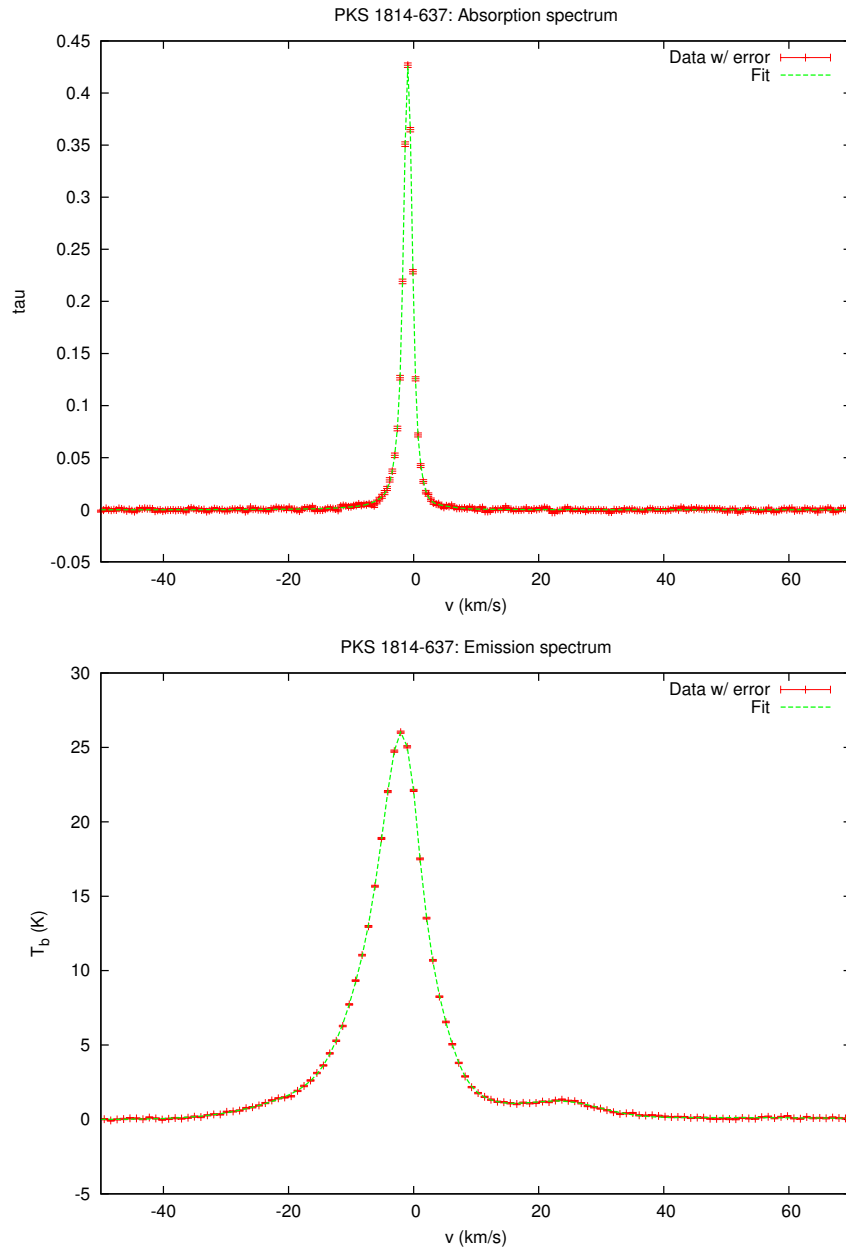 PKS 1814-637: Absorption spectrum
0.45
Data w/ error
Fit
0.4
0.35
0.3
0.25
tau
0.2
0.15
0.1
0.05
0
-0.05
-40 -20 0 20 40 60
v (km/s)
PKS 1814-637: Emission spectrum
30
Data w/ error
Fit
25
20
15
T_b (K)
10
5
0
-5
-40 -20 0 20 40 60
v (km/s)